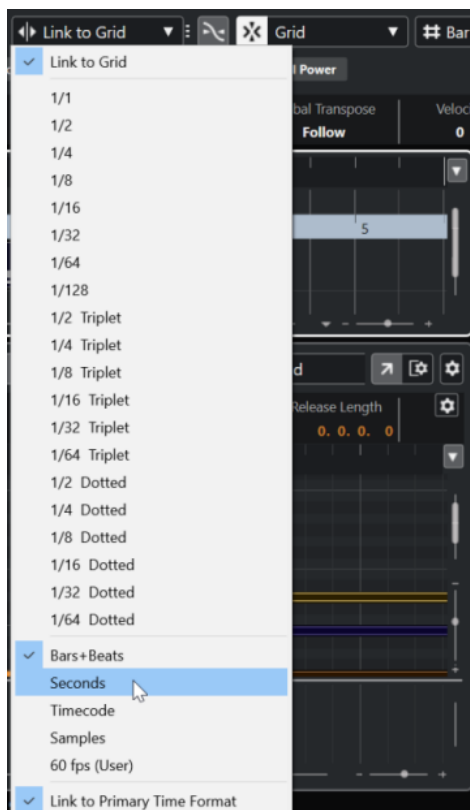 Link to Grid
Grid
Bar
Link to Grid
Power
1/1
bal Transpose
Veloc
1/2
Follow
0
1/4
1/8
1/16
5
1/32
1/64
1/128
1/2 Triplet
1/4 Triplet
d
1/8 Triplet
1/16 Triplet
Release Length
1/32 Triplet
0. 0. 0. 0
1/64 Triplet
1/2 Dotted
1/4 Dotted
1/8 Dotted
1/16 Dotted
1/32 Dotted
1/64 Dotted
Bars+Beats
Seconds
Timecode
Samples
60 fps (User)
Link to Primary Time Format